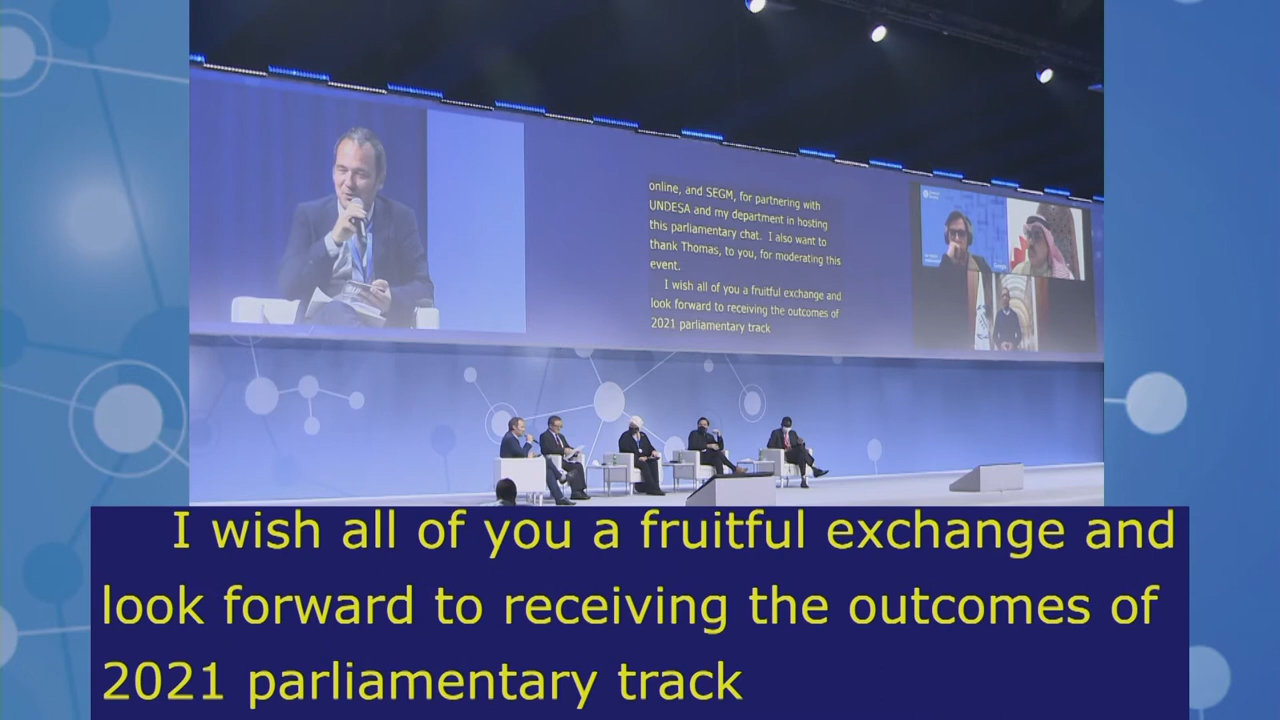 online, and SEGM, for partnering with
UNDESA and my department in hosting
this parliamentary chat. I also want to
thank Thomas, to you, for moderating this
event.
I wish all of you a fruitful exchange and
look forward to receiving the outcomes of
2021 parliamentary track
I wish all of you a fruitful exchange and
look forward to receiving the outcomes of
2021 parliamentary track